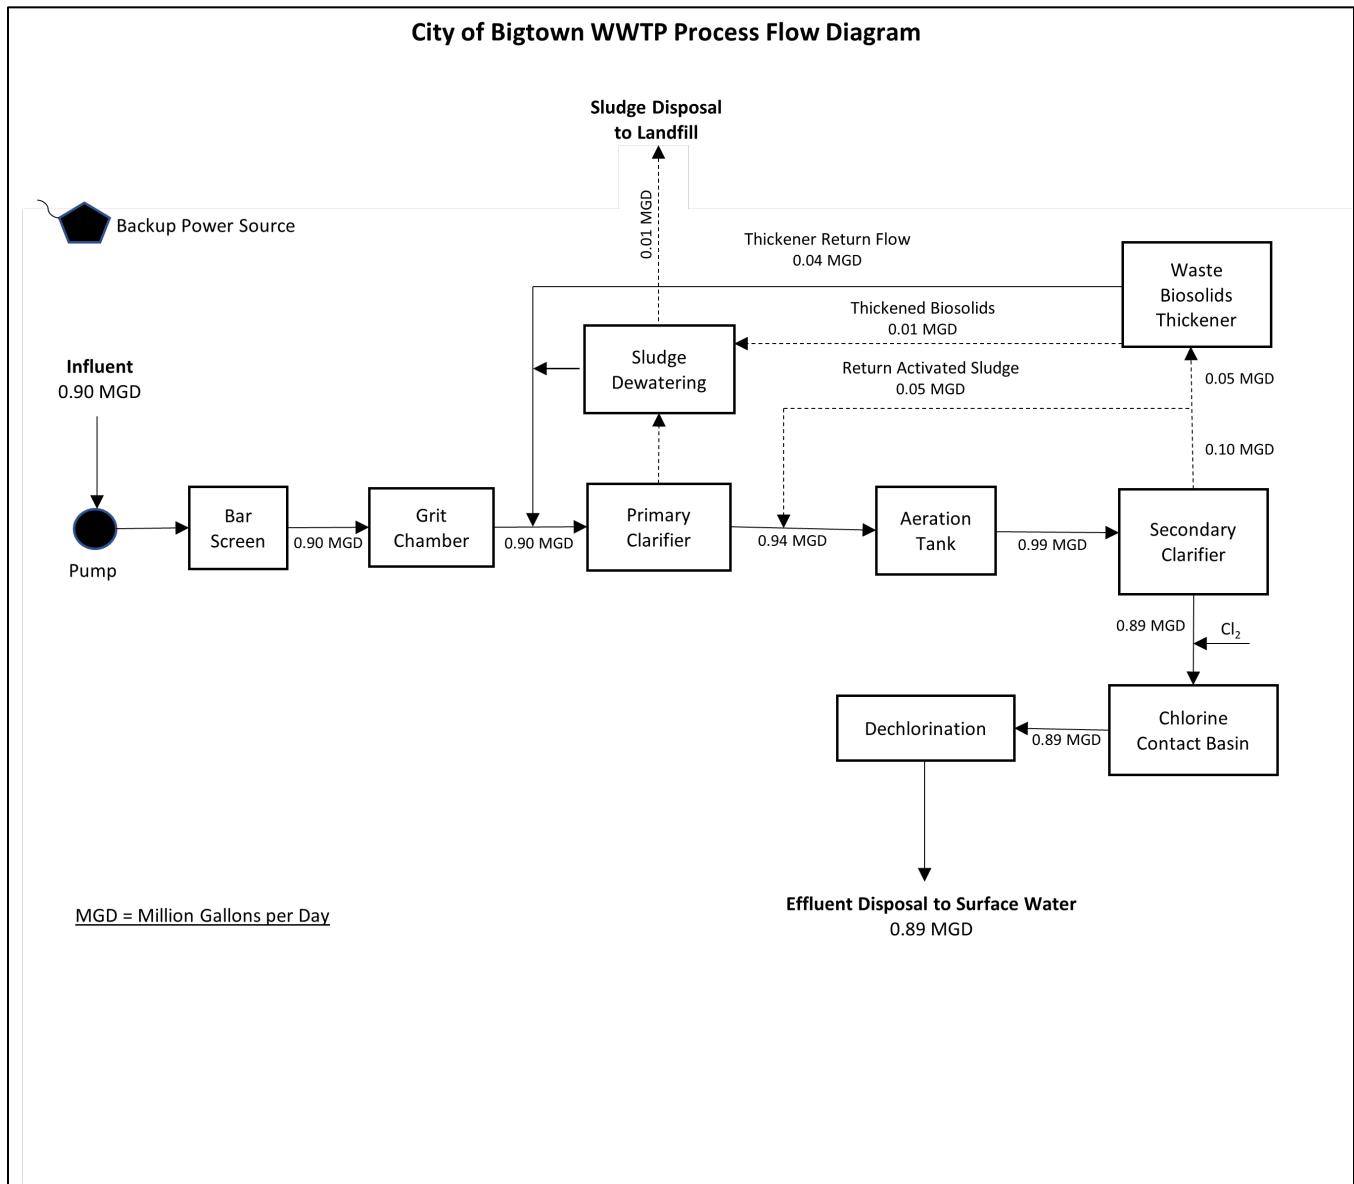 City of Bigtown WWTP Process Flow Diagram
Sludge Disposal
to Landfill
0.01 MGD
Backup Power Source
Thickener Return Flow
0.04 MGD
Waste
Biosolids
Thickener
Thickened Biosolids
0.01 MGD
Sludge
Dewatering
Return Activated Sludge
0.05 MGD
0.05 MGD
Influent
0.90 MGD
0.10 MGD
Pump
Bar
Screen
0.90 MGD
Grit
Chamber
0.90 MGD
Primary
Clarifier
0.94 MGD
Aeration
Tank
0.99 MGD
Secondary
Clarifier
0.89 MGD
Cl₂
Chlorine
Contact Basin
0.89 MGD
Dechlorination
Effluent Disposal to Surface Water
0.89 MGD
MGD = Million Gallons per Day